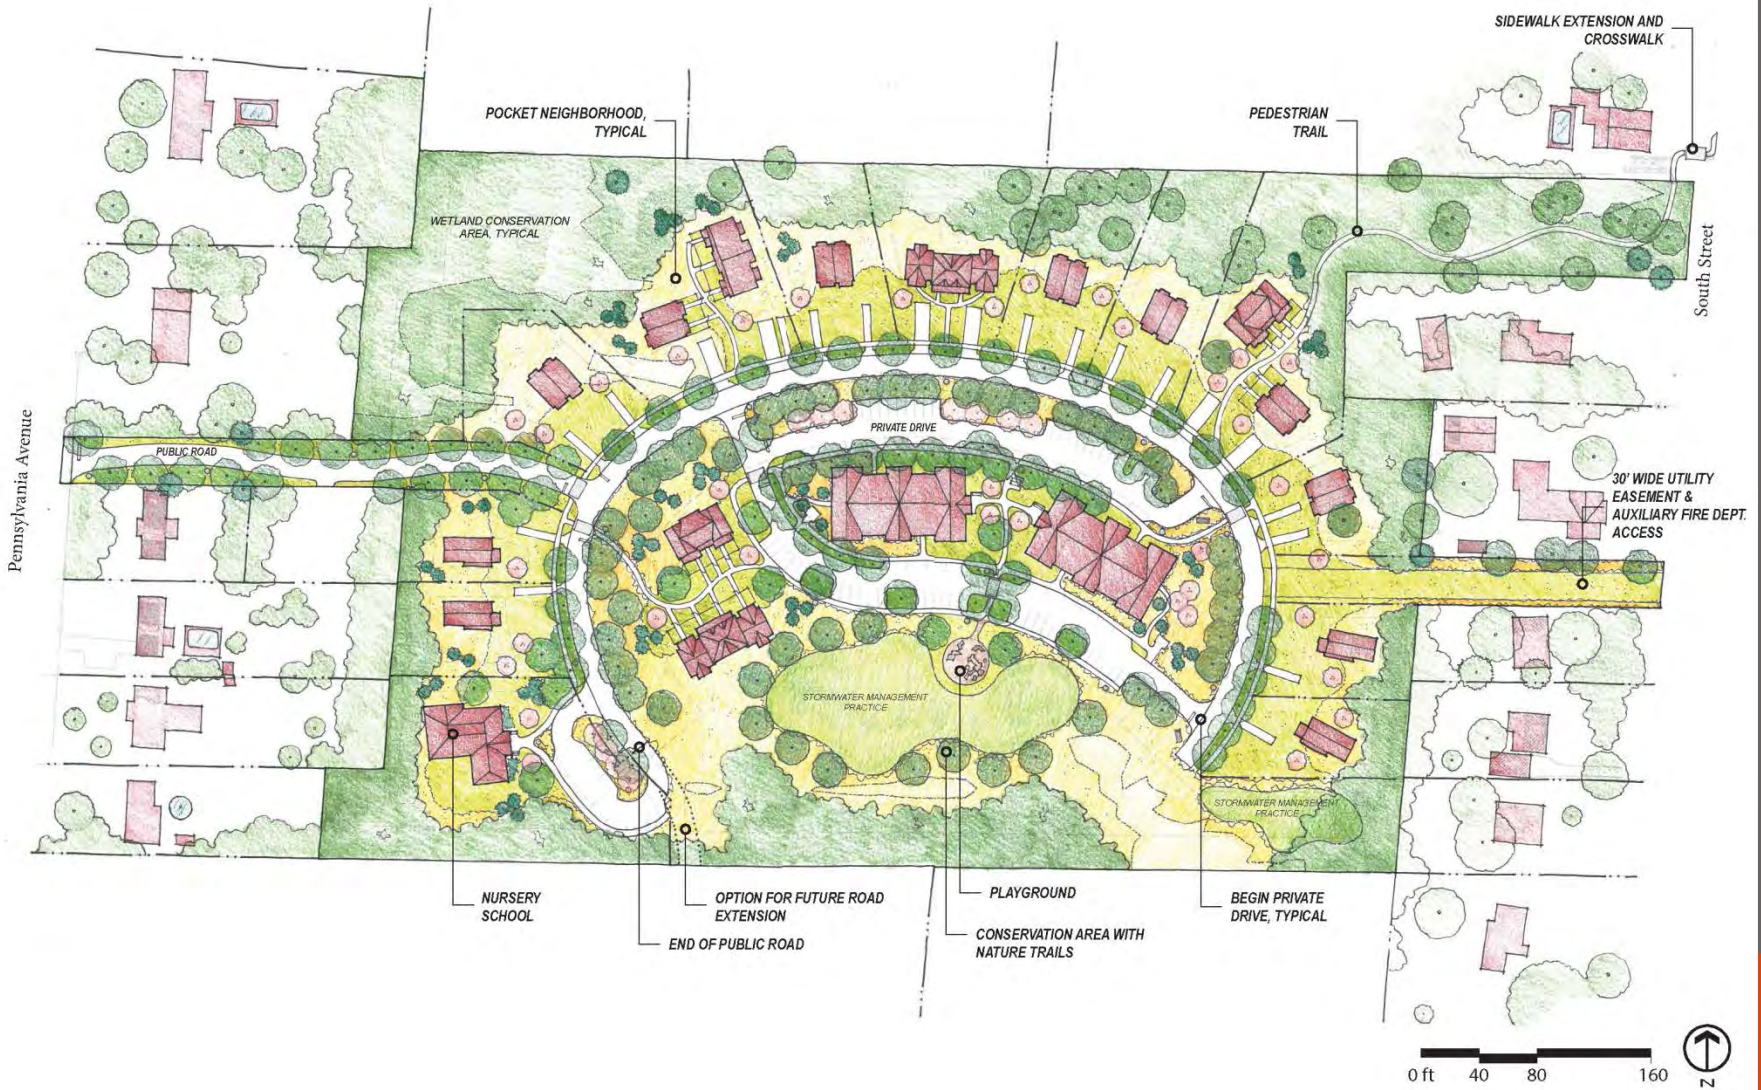 SIDEWALK EXTENSION AND
CROSSWALK
POCKET NEIGHBORHOOD,
TYPICAL
PEDESTRIAN
TRAIL
WETLAND CONSERVATION
AREA, TYPICAL
South Street
PRIVATE DRIVE
Pennsylvania Avenue
PUBLIC ROAD
30' WIDE UTILITY
EASEMENT &
AUXILIARY FIRE DEPT.
ACCESS
STORMWATER MANAGEMENT
PRACTICE
STORMWATER MANAGEMENT
PRACTICE
NURSERY
SCHOOL
OPTION FOR FUTURE ROAD
EXTENSION
END OF PUBLIC ROAD
PLAYGROUND
CONSERVATION AREA WITH
NATURE TRAILS
BEGIN PRIVATE
DRIVE, TYPICAL
0 ft 40 80 160
N